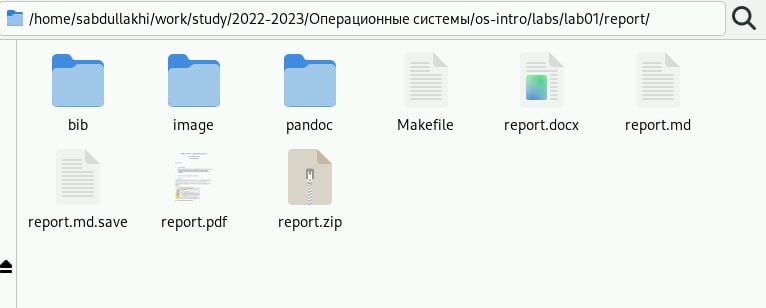 /home/sabdullakhi/work/study/2022-2023/Операционные системы/os-intro/labs/lab01/report/
bib image pandoc Makefile report.docx report.md
report.md.save report.pdf report.zip